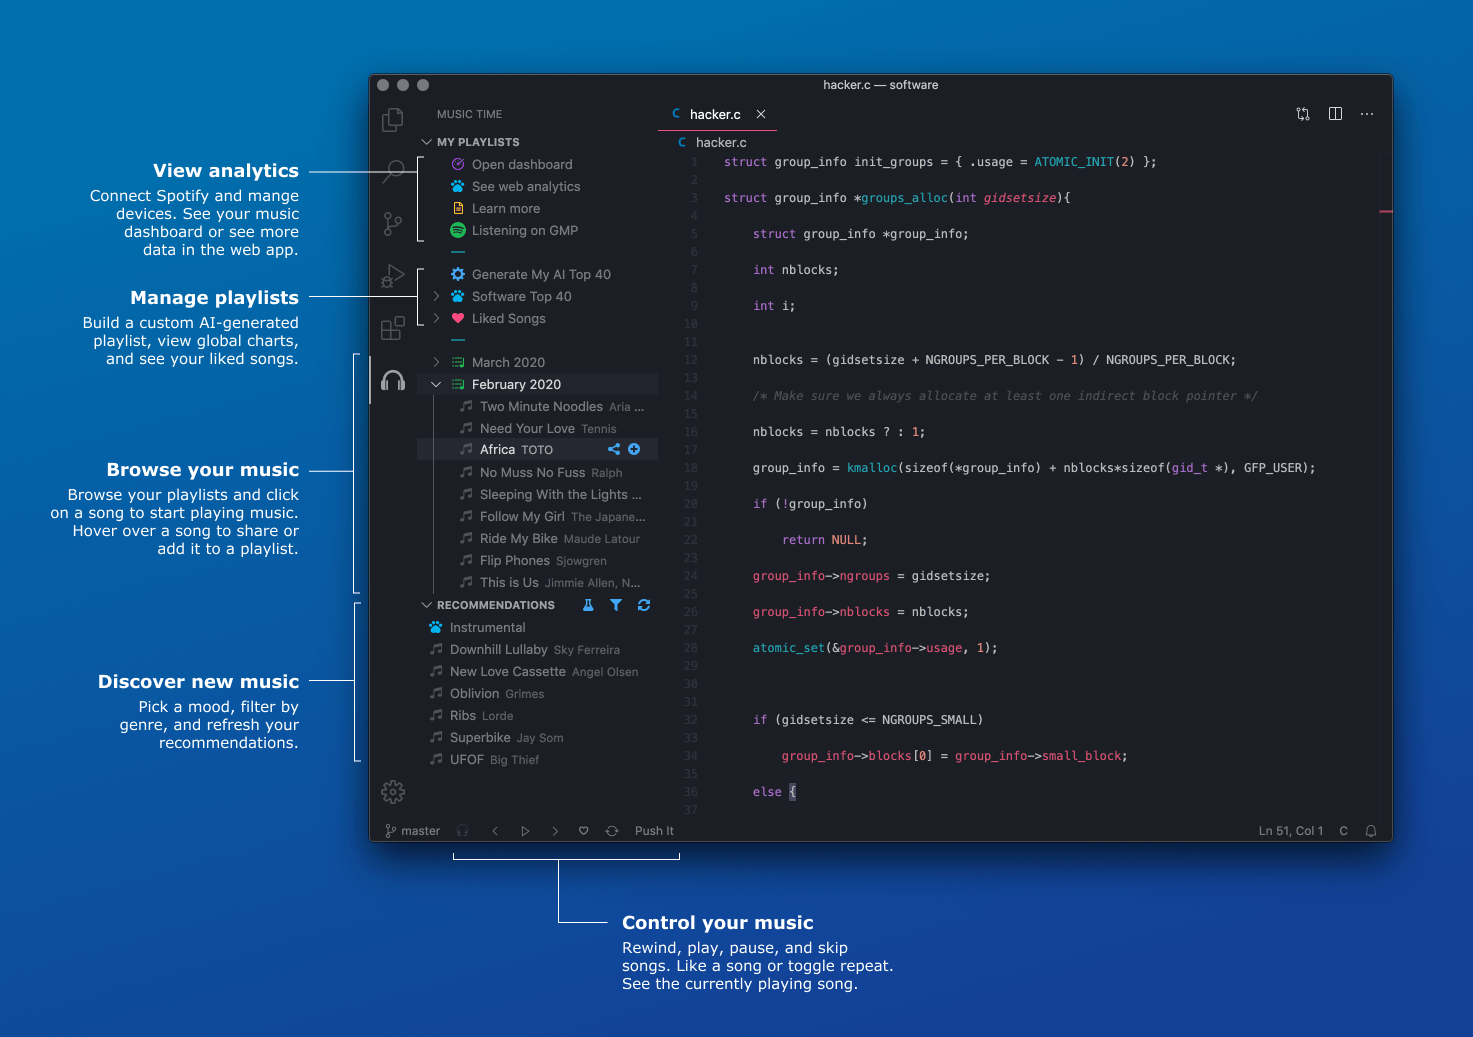 hacker.c — software
View analytics
Connect Spotify and mange
devices. See your music
dashboard or see more
data in the web app.
Manage playlists
Build a custom AI-generated
playlist, view global charts,
and see your liked songs.
Browse your music
Browse your playlists and click
on a song to start playing music.
Hover over a song to share or
add it to a playlist.
Discover new music
Pick a mood, filter by
genre, and refresh your
recommendations.
MUSIC TIME
MY PLAYLISTS
Open dashboard
See web analytics
Learn more
Listening on GMP
Generate My AI Top 40
Software Top 40
Liked Songs
March 2020
February 2020
Two Minute Noodles Aria ...
Need Your Love Tennis
Africa TOTO
No Muss No Fuss Ralph
Sleeping With the Lights ...
Follow My Girl The Japane...
Ride My Bike Maude Latour
Flip Phones Sjowgren
This is Us Jimmie Allen, N...
RECOMMENDATIONS
Instrumental
Downhill Lullaby Sky Ferreira
New Love Cassette Angel Olsen
Oblivion Grimes
Ribs Lorde
Superbike Jay Som
UFOF Big Thief
C hacker.c
C hacker.c
1 struct group_info init_groups = { .usage = ATOMIC_INIT(2) };
2
3 struct group_info *groups_alloc(int gidsetsize){
4
5 struct group_info *group_info;
6
7 int nblocks;
8
9 int i;
10
11
12 nblocks = (gidsetsize + NGROUPS_PER_BLOCK - 1) / NGROUPS_PER_BLOCK;
13
14 /* Make sure we always allocate at least one indirect block pointer */
15
16 nblocks = nblocks ? : 1;
17
18 group_info = kmalloc(sizeof(*group_info) + nblocks*sizeof(gid_t *), GFP_USER);
19
20 if (!group_info)
21
22 return NULL;
23
24 group_info->ngroups = gidsetsize;
25
26 group_info->nblocks = nblocks;
27
28 atomic_set(&group_info->usage, 1);
29
30
31
32 if (gidsetsize <= NGROUPS_SMALL)
33
34 group_info->blocks[0] = group_info->small_block;
35
36 else {
37
master
Push It
Ln 51, Col 1 C
Control your music
Rewind, play, pause, and skip
songs. Like a song or toggle repeat.
See the currently playing song.